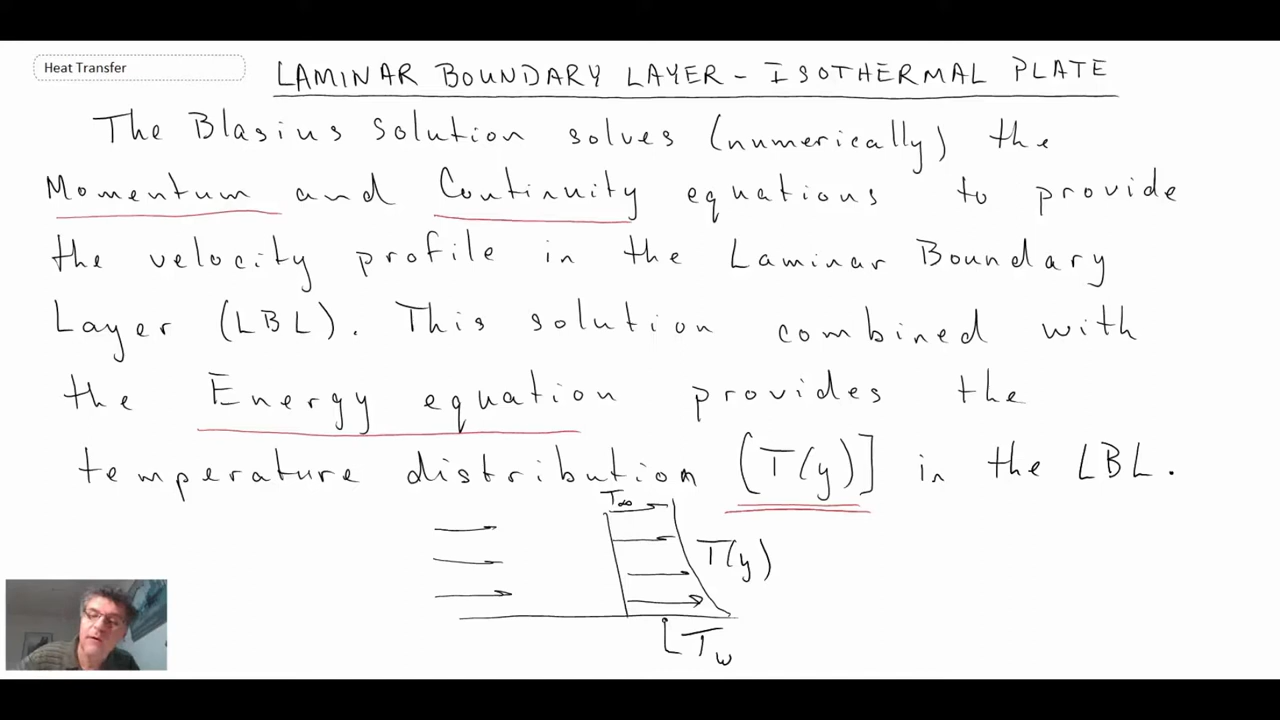 Heat Transfer
LAMINAR BOUNDARY LAYER - ISOTHERMAL PLATE
The Blasius solution solves (numerically) the
Momentum and Continuity equations to provide
the velocity profile in the Laminar Boundary
Layer (LBL). This solution combined with
the Energy equation provides the
temperature distribution (T(y)] in the LBL.
T∞
T(y)
Tw